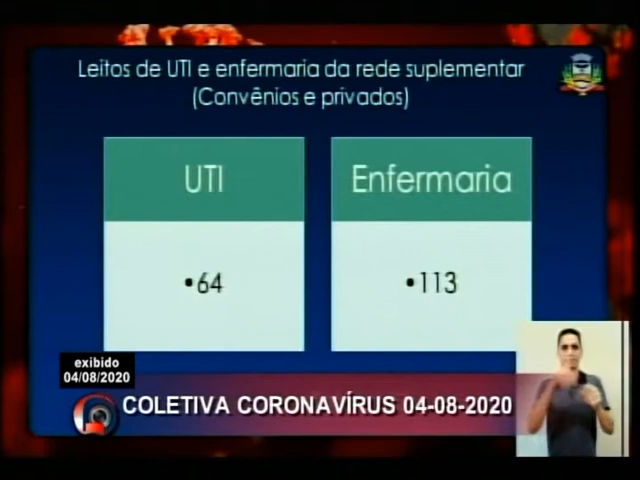 Leitos de UTI e enfermaria da rede suplementar
(Convênios e privados)
UTI
Enfermaria
•64
•113
exibido
04/08/2020
COLETIVA CORONAVÍRUS 04-08-2020